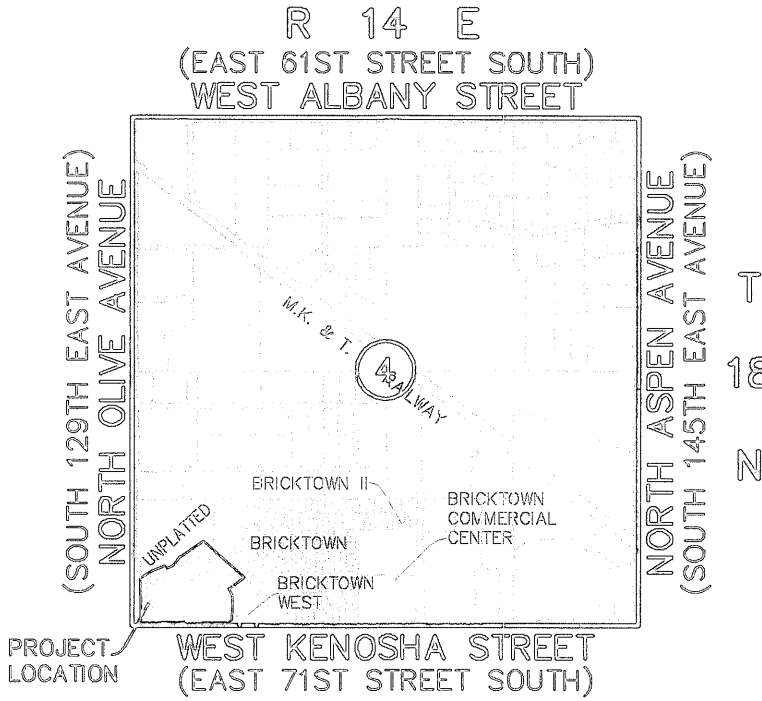 R 14 E
(EAST 61ST STREET SOUTH)
WEST ALBANY STREET
(SOUTH 129TH EAST AVENUE)
NORTH OLIVE AVENUE
NORTH ASPEN AVENUE
(SOUTH 145TH EAST AVENUE)
T
18
N
M.K. & T. RAILWAY
4
BRICKTOWN II
BRICKTOWN
COMMERCIAL
CENTER
UNPLATTED
BRICKTOWN
BRICKTOWN
WEST
PROJECT
LOCATION
WEST KENOSHA STREET
(EAST 71ST STREET SOUTH)